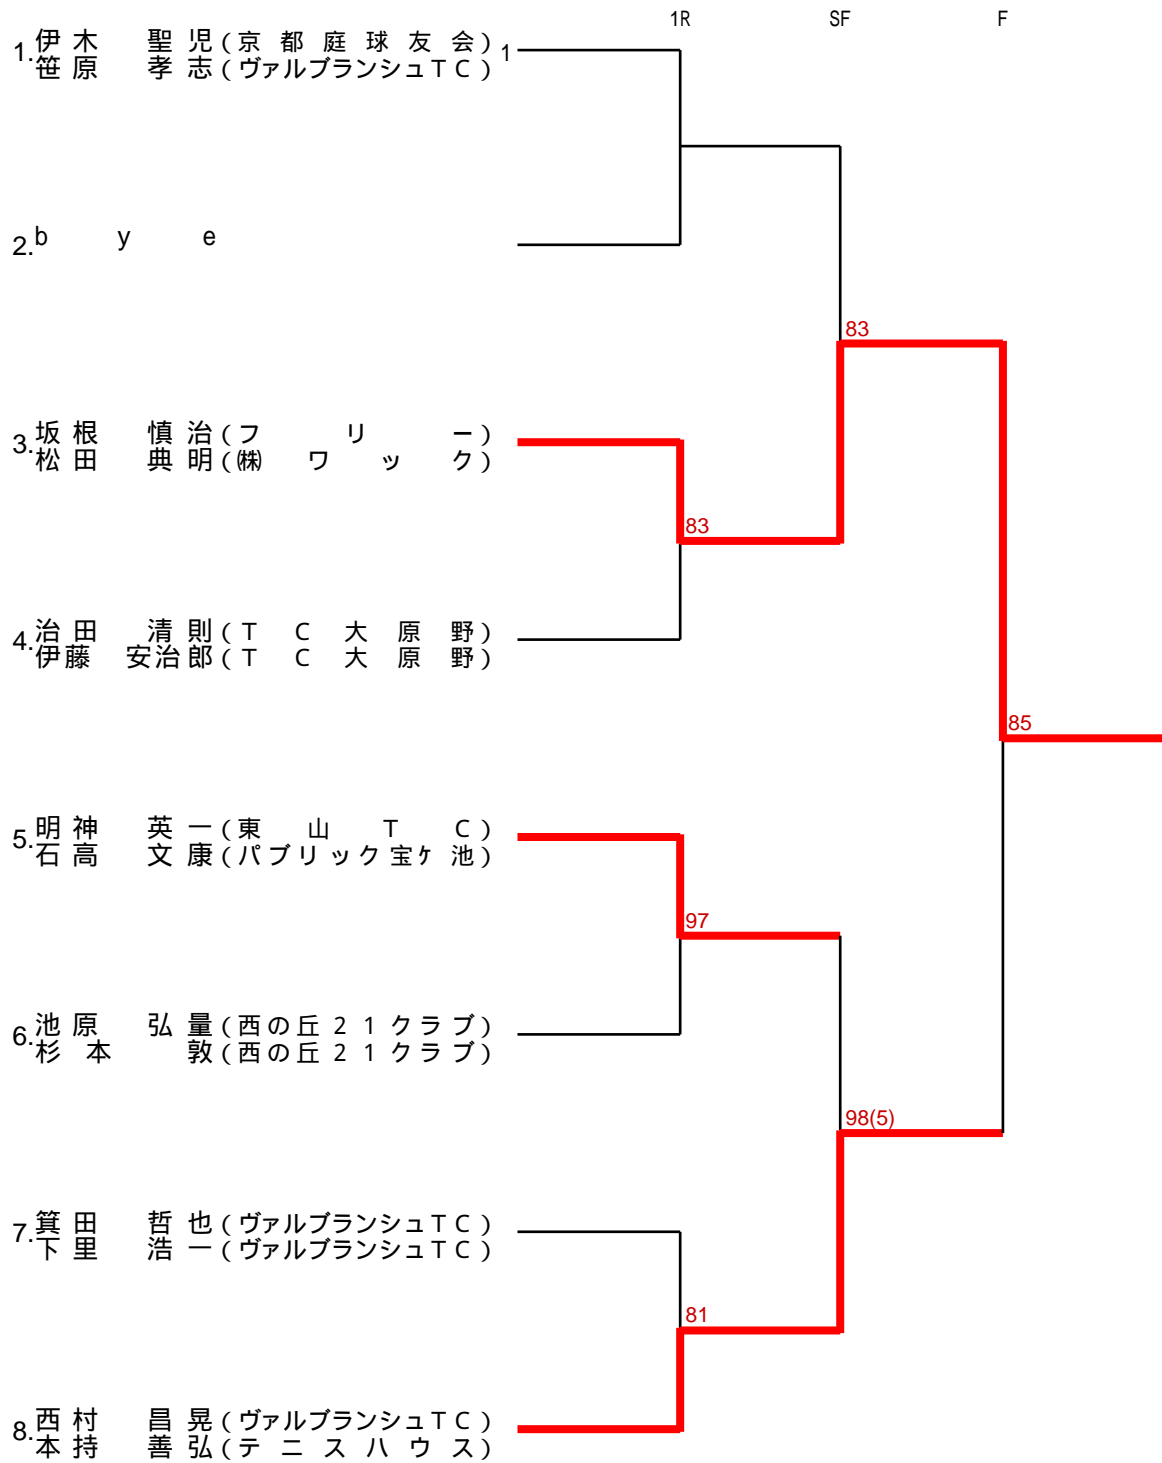 1R SF F
1. 伊木 聖児(京都庭球友会) 1
笹原 孝志(ヴァルブランシュTC)
2. bye
83
3. 坂根 慎治(フリー)
松田 典明(㈱ワック)
83
4. 治田 清則(TC大原野)
伊藤 安治郎(TC大原野)
85
5. 明神 英一(東山TC)
石高 文康(パブリック宝ケ池)
97
6. 池原 弘量(西の丘21クラブ)
杉本 敦(西の丘21クラブ)
98(5)
7. 箕田 哲也(ヴァルブランシュTC)
下里 浩一(ヴァルブランシュTC)
81
8. 西村 昌晃(ヴァルブランシュTC)
本持 善弘(テニスハウス)